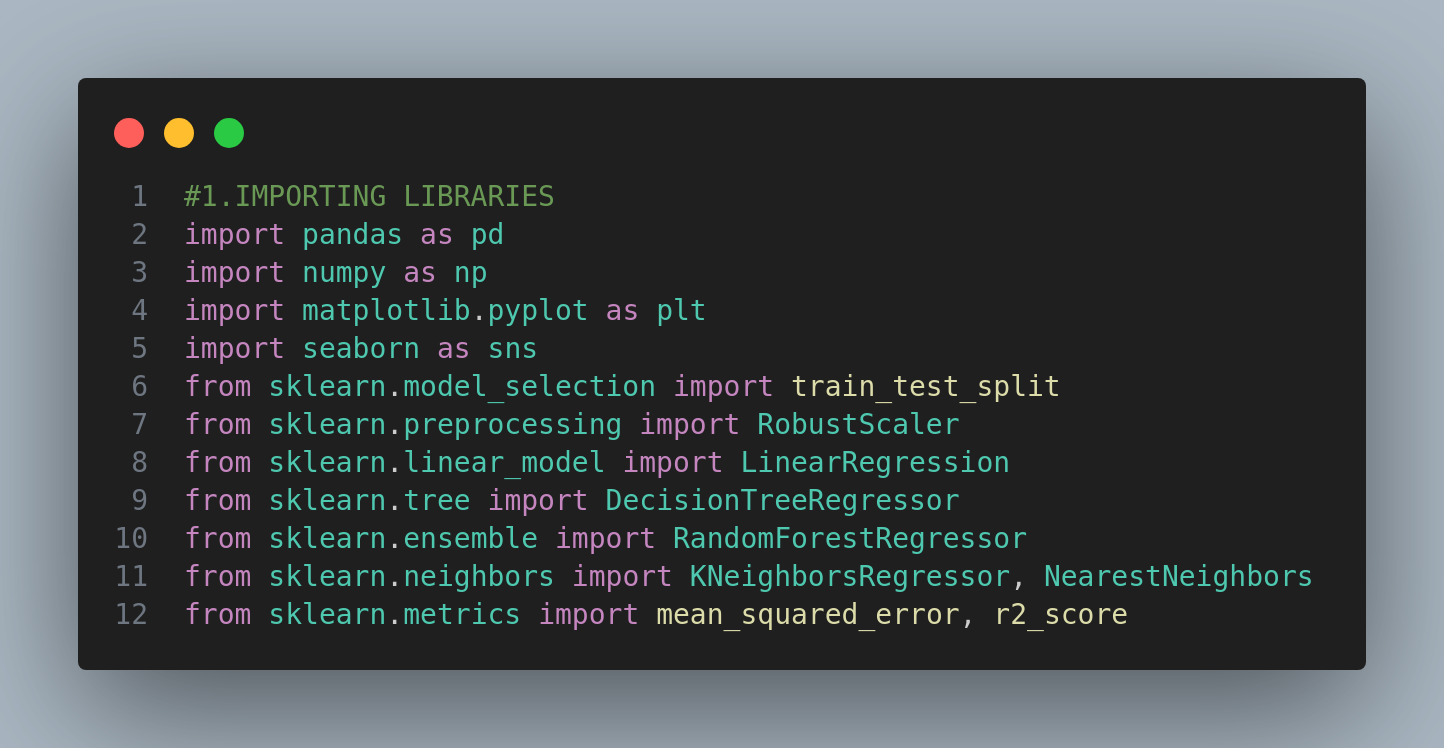 1 #1.IMPORTING LIBRARIES
2 import pandas as pd
3 import numpy as np
4 import matplotlib.pyplot as plt
5 import seaborn as sns
6 from sklearn.model_selection import train_test_split
7 from sklearn.preprocessing import RobustScaler
8 from sklearn.linear_model import LinearRegression
9 from sklearn.tree import DecisionTreeRegressor
10 from sklearn.ensemble import RandomForestRegressor
11 from sklearn.neighbors import KNeighborsRegressor, NearestNeighbors
12 from sklearn.metrics import mean_squared_error, r2_score